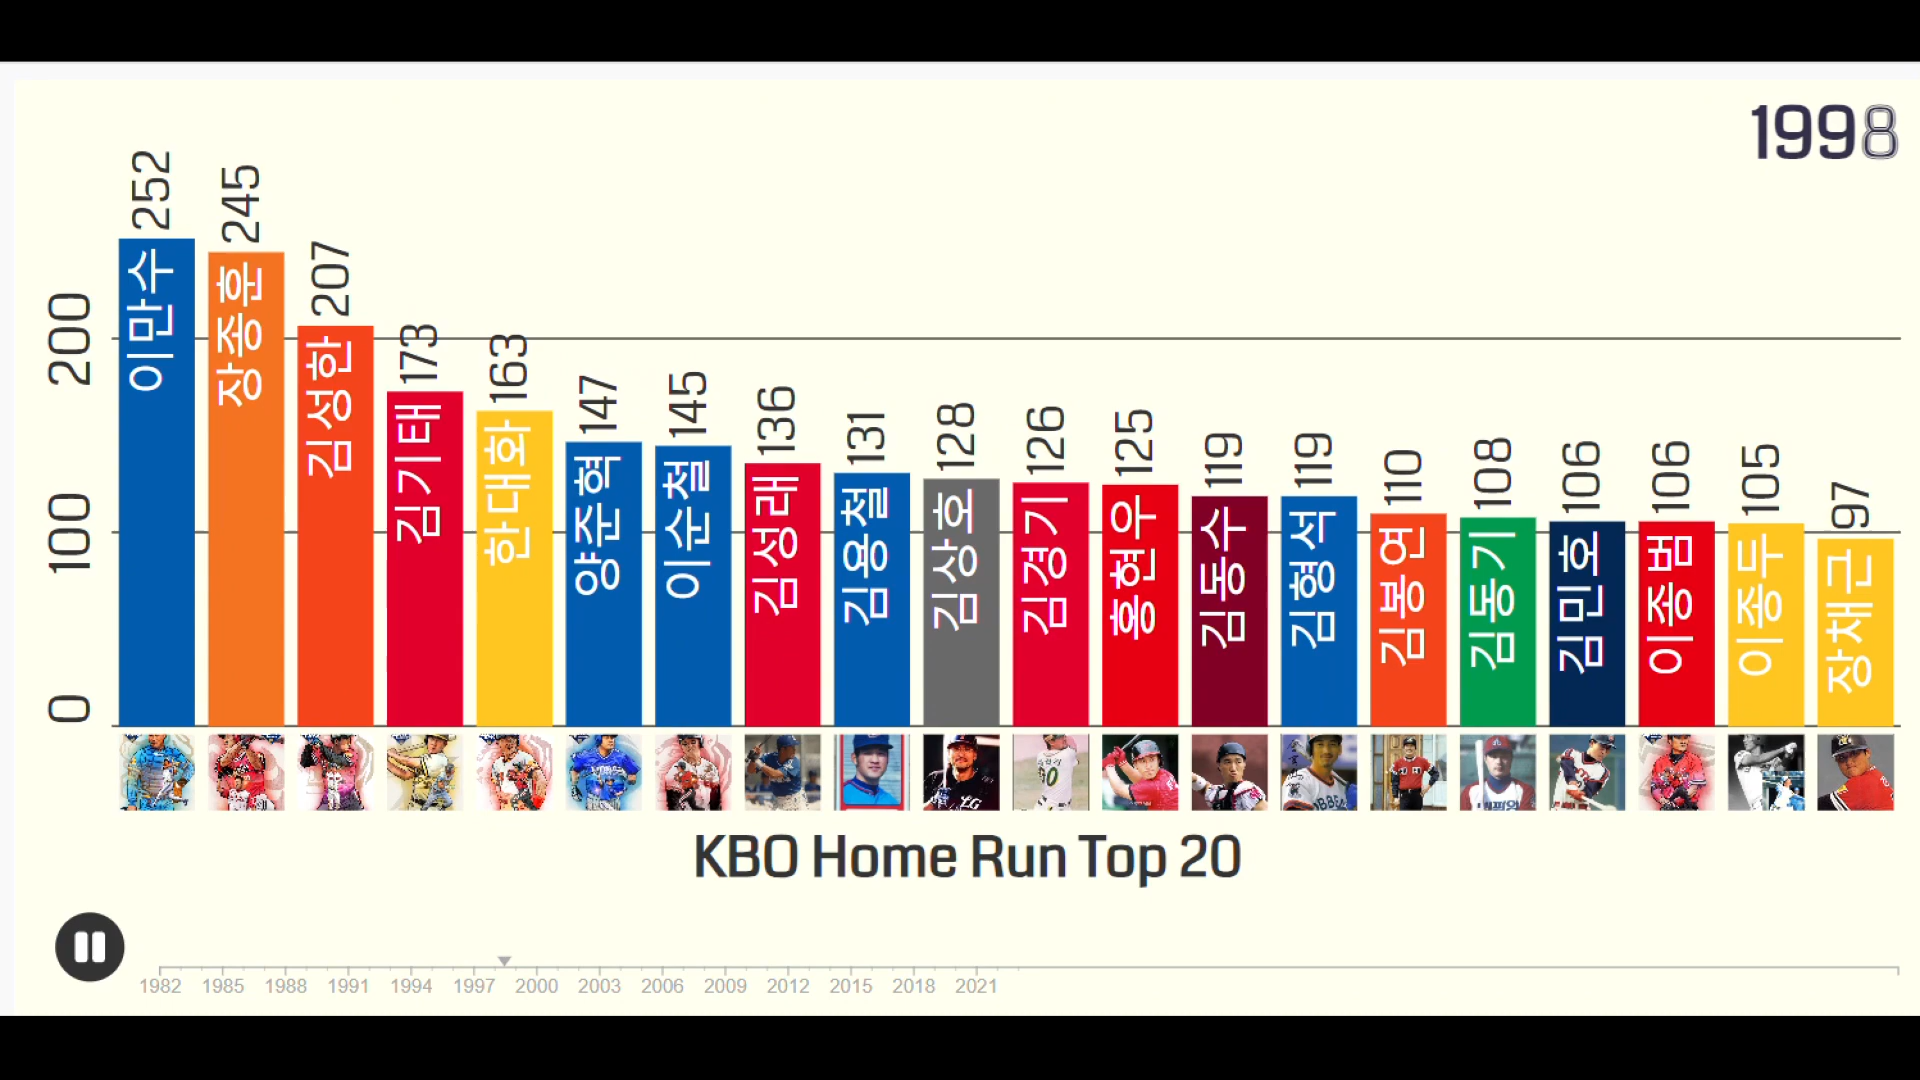 1998
252 245 207 173 163 147 145 136 131 128 126 125 119 119 110 108 106 106 105 97
이만수 장종훈 김성한 김기태 한대화 양준혁 이순철 김성래 김용철 김상호 김경기 홍현우 김동수 김형석 김봉연 김동기 김민호 이종범 이종두 장채근
200
100
0
KBO Home Run Top 20
1982 1985 1988 1991 1994 1997 2000 2003 2006 2009 2012 2015 2018 2021